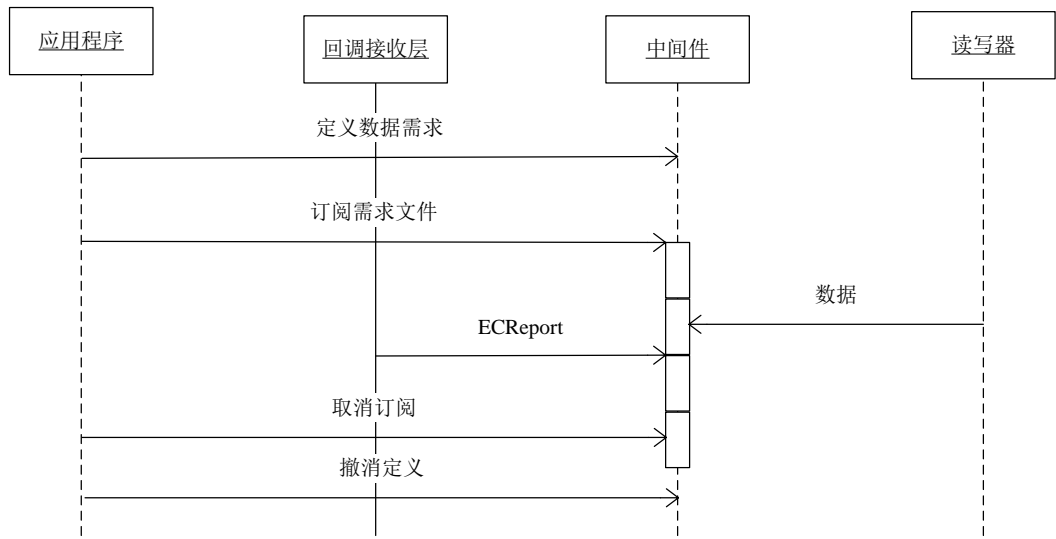 应用程序
回调接收层
中间件
读写器
定义数据需求
订阅需求文件
数据
ECReport
取消订阅
撤消定义